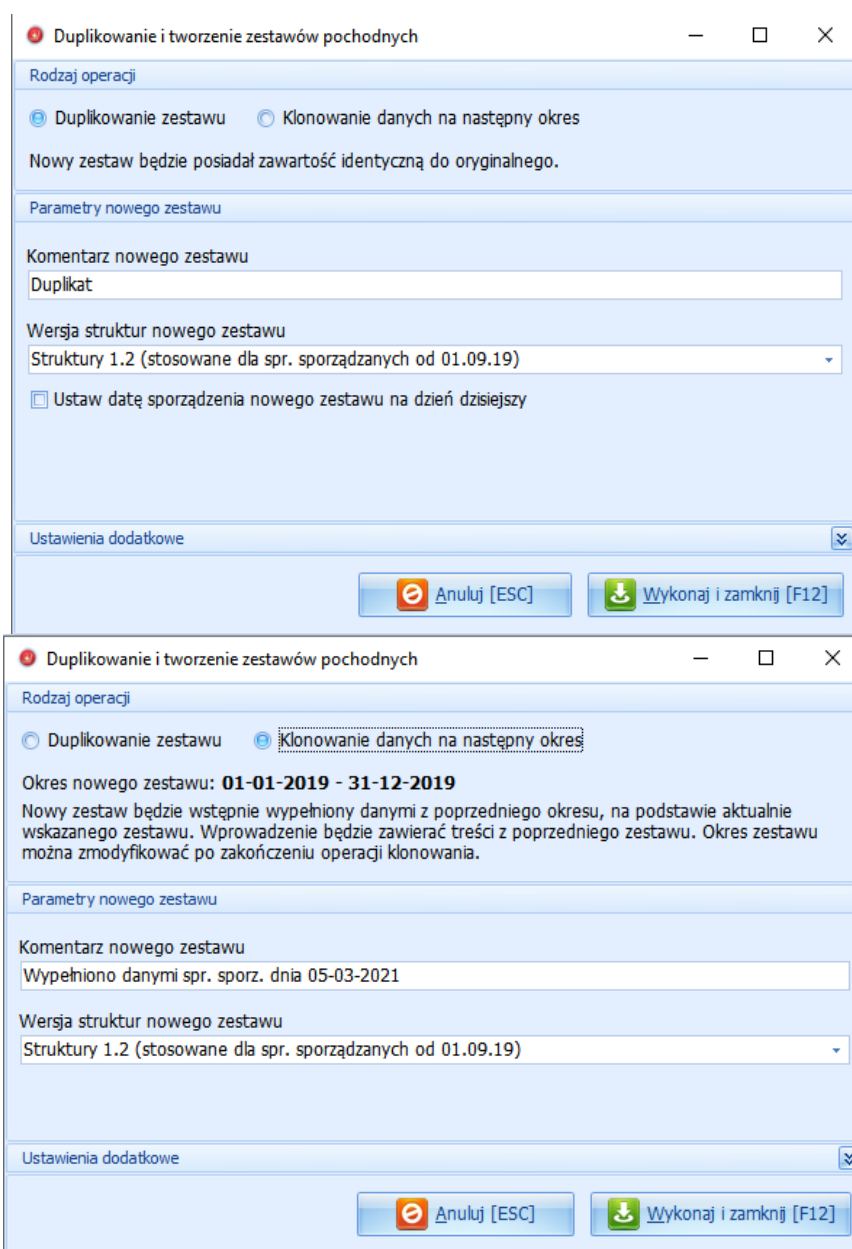 Duplikowanie i tworzenie zestawów pochodnych
Rodzaj operacji
Duplikowanie zestawu Klonowanie danych na następny okres
Nowy zestaw będzie posiadał zawartość identyczną do oryginalnego.
Parametry nowego zestawu
Komentarz nowego zestawu
Duplikat
Wersja struktur nowego zestawu
Struktury 1.2 (stosowane dla spr. sporządzanych od 01.09.19)
Ustaw datę sporządzenia nowego zestawu na dzień dzisiejszy
Ustawienia dodatkowe
Anuluj [ESC] Wykonaj i zamknij [F12]
Duplikowanie i tworzenie zestawów pochodnych
Rodzaj operacji
Duplikowanie zestawu Klonowanie danych na następny okres
Okres nowego zestawu: 01-01-2019 - 31-12-2019
Nowy zestaw będzie wstępnie wypełniony danymi z poprzedniego okresu, na podstawie aktualnie
wskazanego zestawu. Wprowadzenie będzie zawierać treści z poprzedniego zestawu. Okres zestawu
można zmodyfikować po zakończeniu operacji klonowania.
Parametry nowego zestawu
Komentarz nowego zestawu
Wypełniono danymi spr. sporz. dnia 05-03-2021
Wersja struktur nowego zestawu
Struktury 1.2 (stosowane dla spr. sporządzanych od 01.09.19)
Ustawienia dodatkowe
Anuluj [ESC] Wykonaj i zamknij [F12]